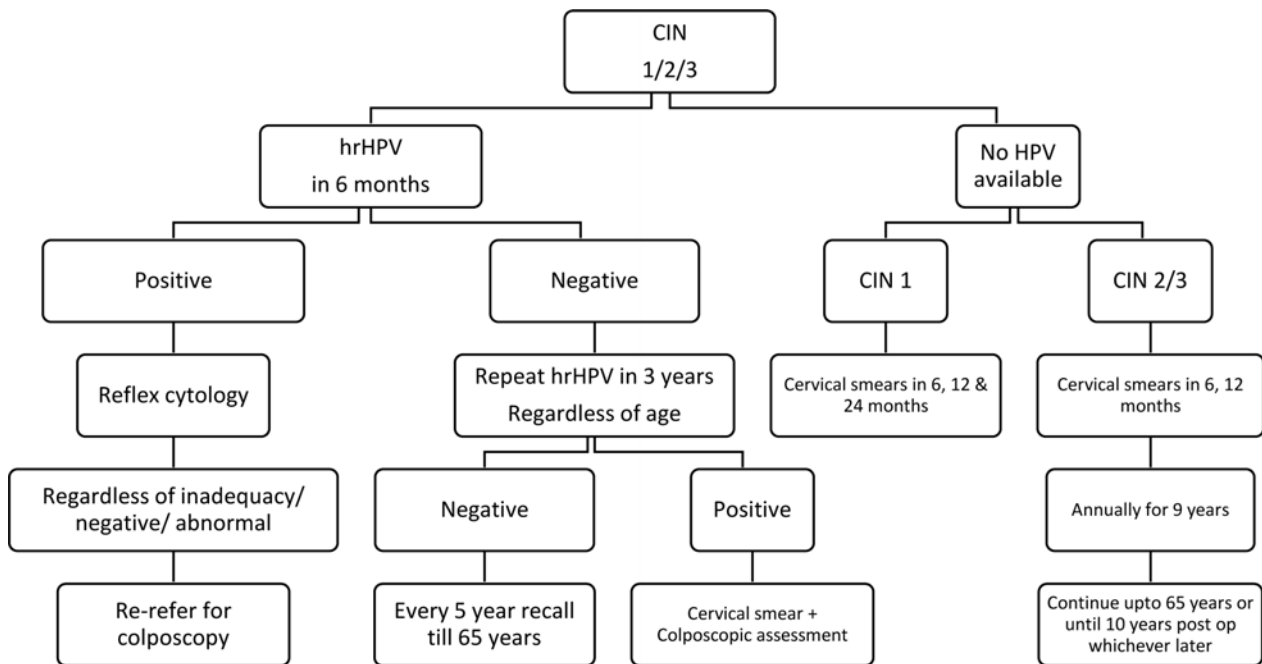 CIN
1/2/3
hrHPV
in 6 months
No HPV
available
Positive
Negative
CIN 1
CIN 2/3
Reflex cytology
Repeat hrHPV in 3 years
Regardless of age
Cervical smears in 6, 12 &
24 months
Cervical smears in 6, 12
months
Regardless of inadequacy/
negative/ abnormal
Negative
Positive
Annually for 9 years
Re-refer for
colposcopy
Every 5 year recall
till 65 years
Cervical smear +
Colposcopic assessment
Continue upto 65 years or
until 10 years post op
whichever later